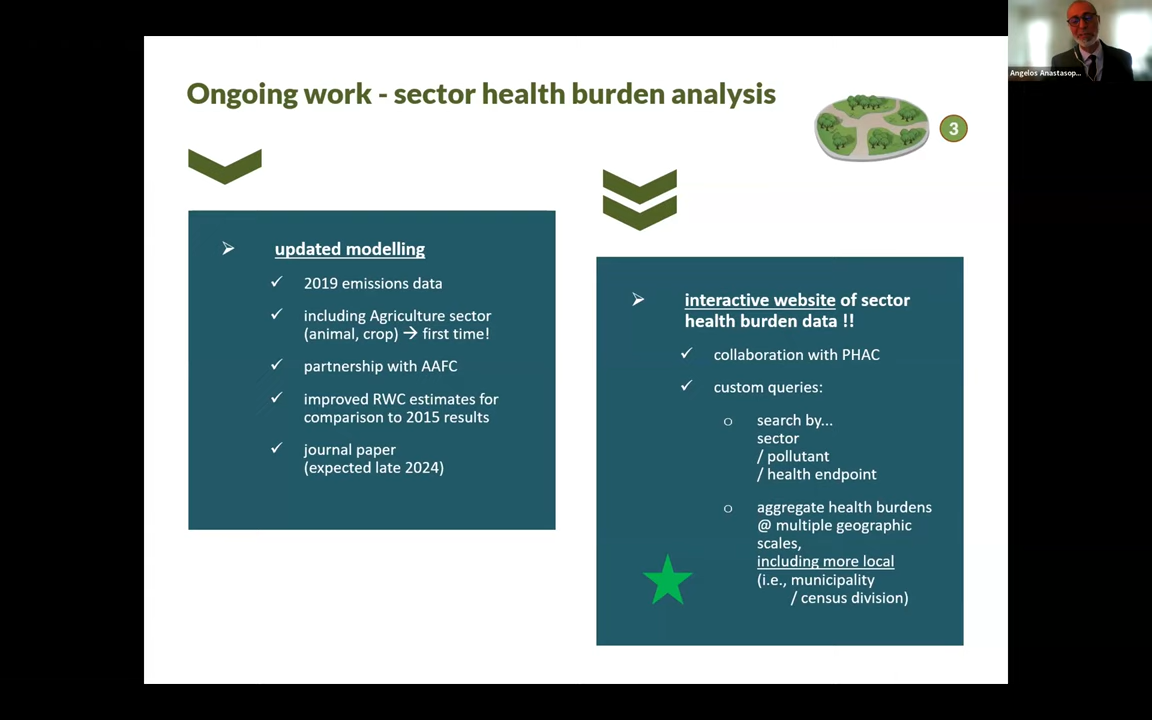 Ongoing work - sector health burden analysis
3
updated modelling
2019 emissions data
including Agriculture sector
(animal, crop) → first time!
partnership with AAFC
improved RWC estimates for
comparison to 2015 results
journal paper
(expected late 2024)
interactive website of sector
health burden data !!
collaboration with PHAC
custom queries:
search by...
sector
/ pollutant
/ health endpoint
aggregate health burdens
@ multiple geographic
scales,
including more local
(i.e., municipality
/ census division)
Angelos Anastasop...